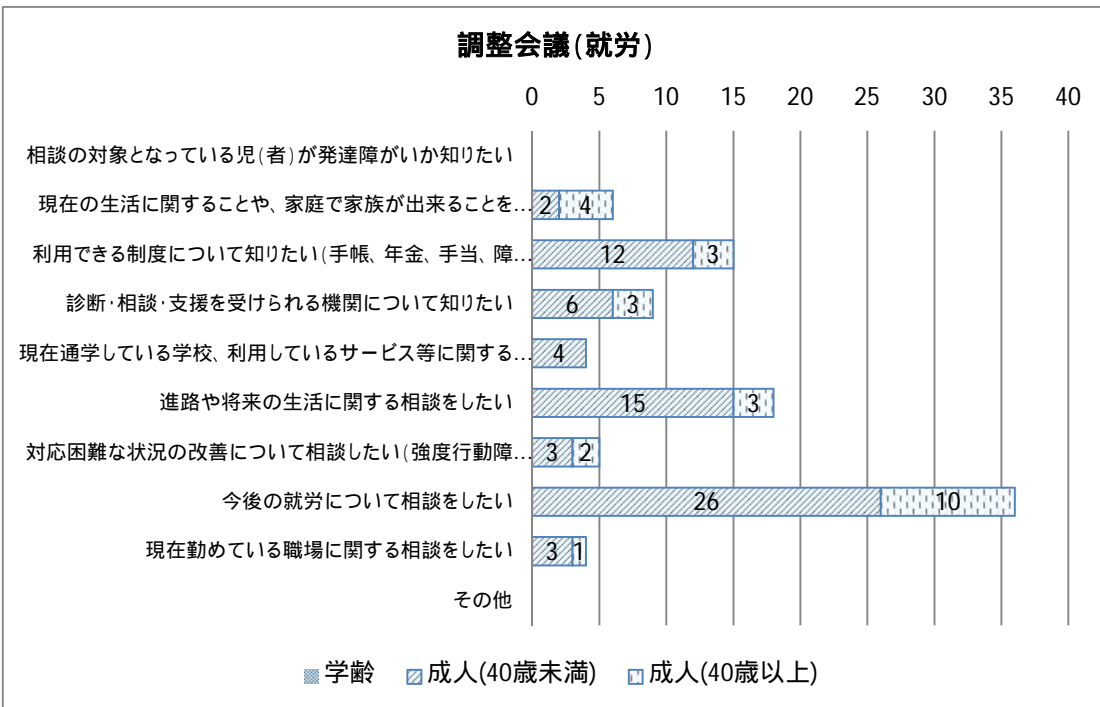 調整会議(就労)
0 5 10 15 20 25 30 35 40
相談の対象となっている児(者)が発達障がいか知りたい
現在の生活に関することや、家庭で家族が出来ることを… 2 4
利用できる制度について知りたい(手帳、年金、手当、障… 12 3
診断・相談・支援を受けられる機関について知りたい 6 3
現在通学している学校、利用しているサービス等に関する… 4
進路や将来の生活に関する相談をしたい 15 3
対応困難な状況の改善について相談したい(強度行動障… 3 2
今後の就労について相談をしたい 26 10
現在勤めている職場に関する相談をしたい 3 1
その他
学齢 成人(40歳未満) 成人(40歳以上)